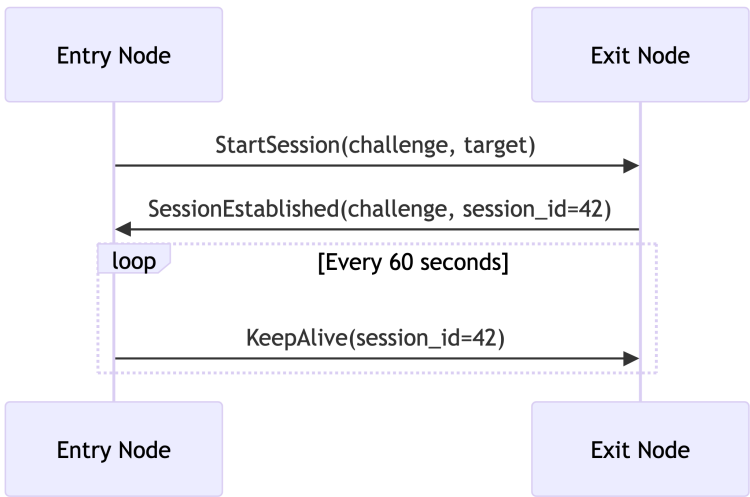 Entry Node
Exit Node
StartSession(challenge, target)
SessionEstablished(challenge, session_id=42)
loop
[Every 60 seconds]
KeepAlive(session_id=42)
Entry Node
Exit Node